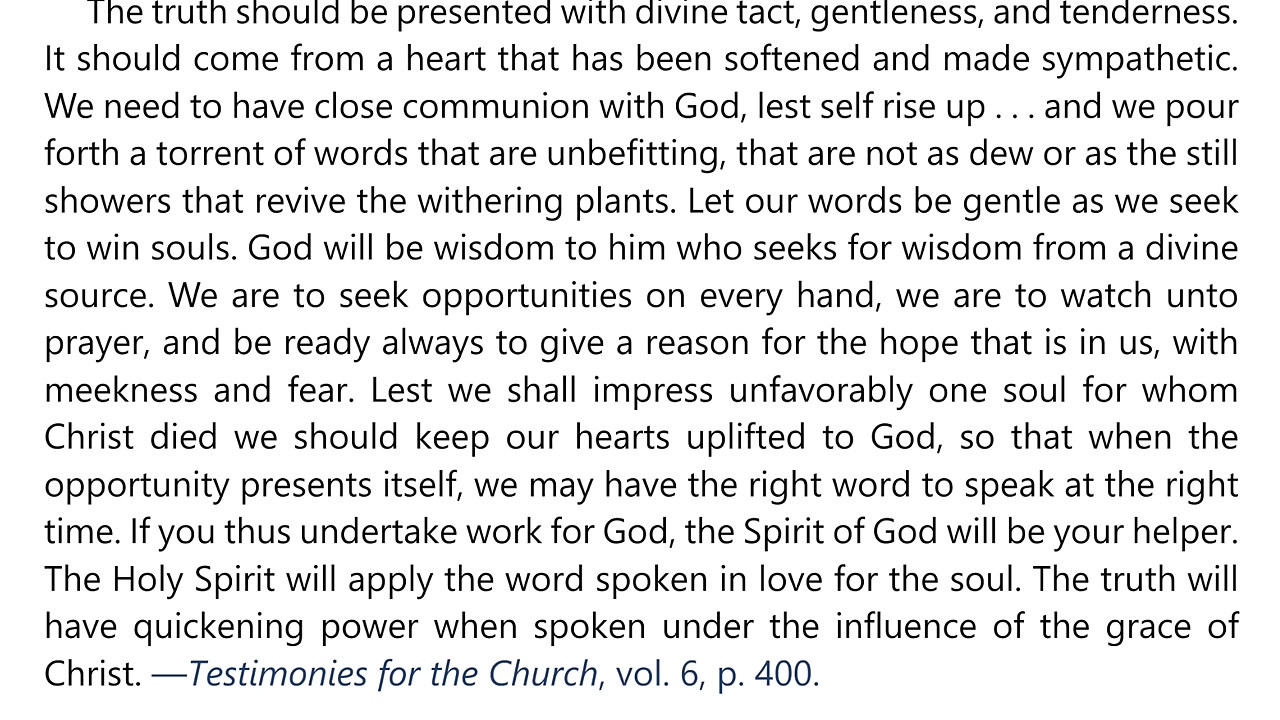 The truth should be presented with divine tact, gentleness, and tenderness.
It should come from a heart that has been softened and made sympathetic.
We need to have close communion with God, lest self rise up . . . and we pour
forth a torrent of words that are unbefitting, that are not as dew or as the still
showers that revive the withering plants. Let our words be gentle as we seek
to win souls. God will be wisdom to him who seeks for wisdom from a divine
source. We are to seek opportunities on every hand, we are to watch unto
prayer, and be ready always to give a reason for the hope that is in us, with
meekness and fear. Lest we shall impress unfavorably one soul for whom
Christ died we should keep our hearts uplifted to God, so that when the
opportunity presents itself, we may have the right word to speak at the right
time. If you thus undertake work for God, the Spirit of God will be your helper.
The Holy Spirit will apply the word spoken in love for the soul. The truth will
have quickening power when spoken under the influence of the grace of
Christ. —Testimonies for the Church, vol. 6, p. 400.